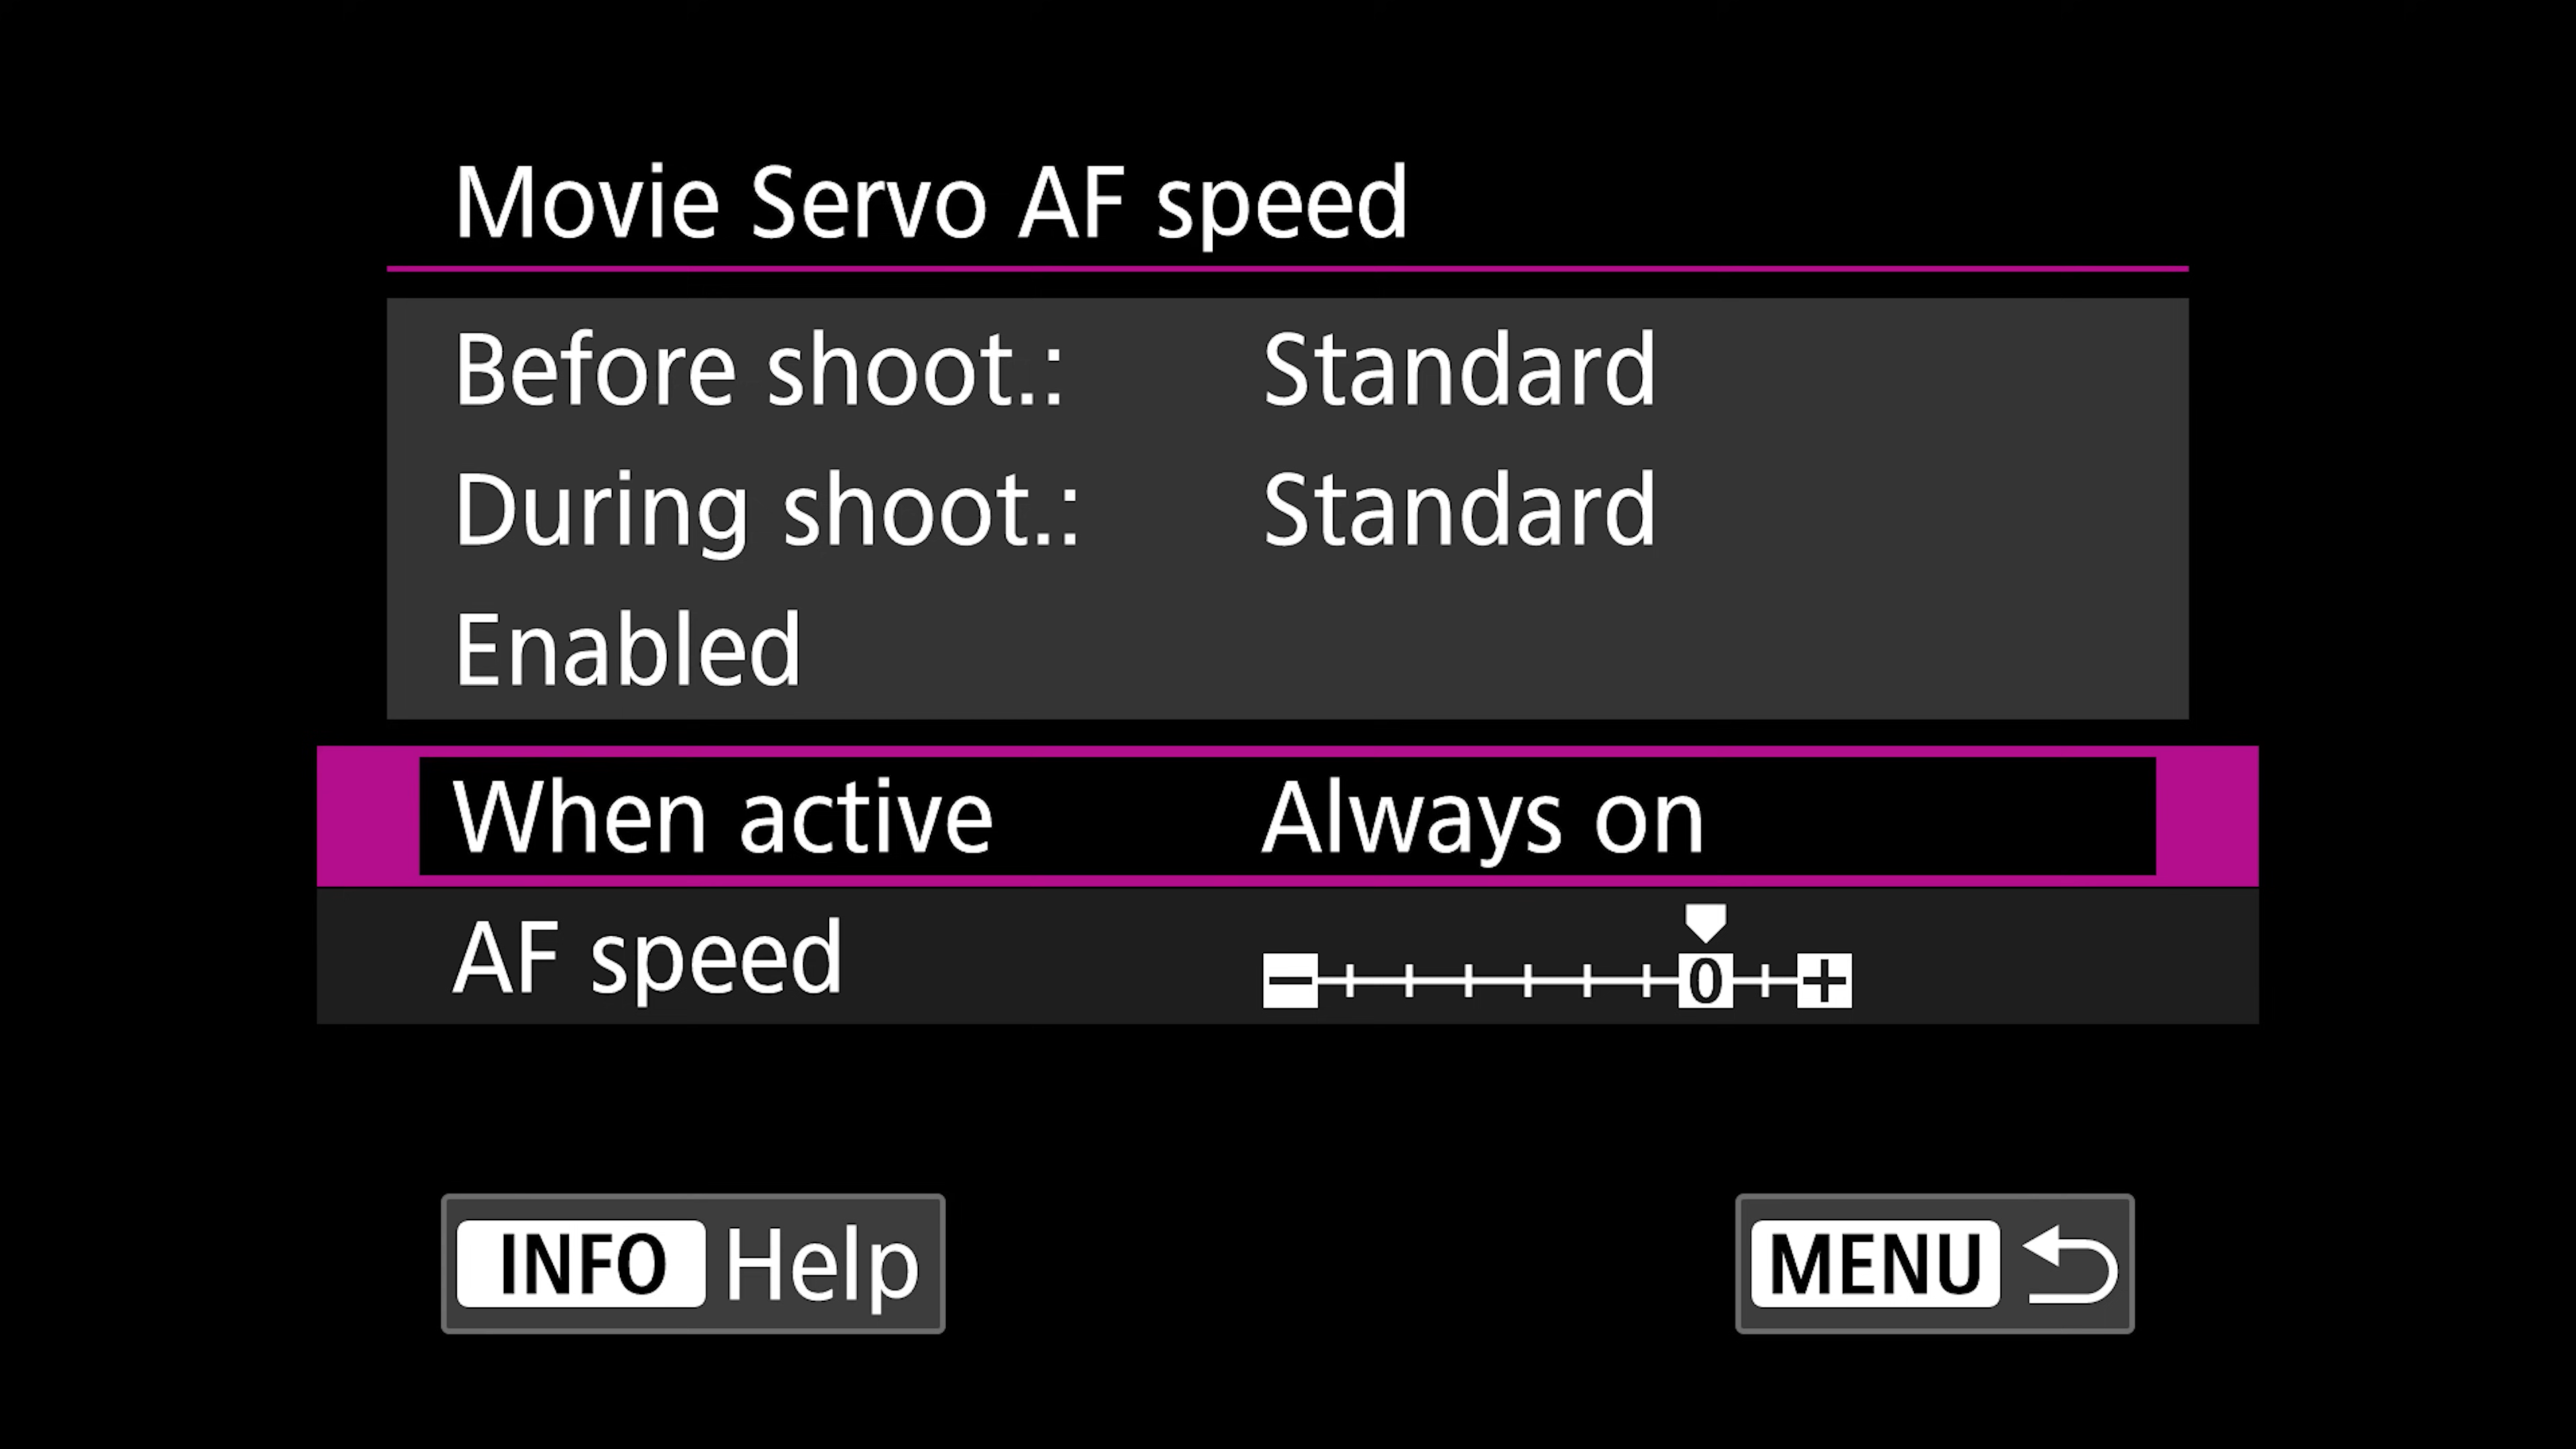 Movie Servo AF speed
Before shoot.: Standard
During shoot.: Standard
Enabled
When active Always on
AF speed − 0 +
INFO Help MENU